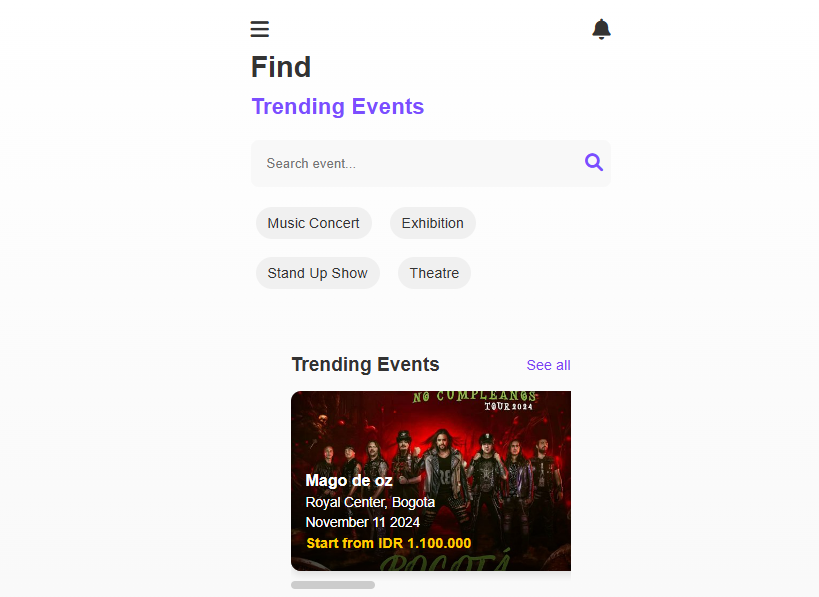 Find
Trending Events
Search event...
Music Concert
Exhibition
Stand Up Show
Theatre
Trending Events
See all
NO CUMPLEAÑOS
TOUR 2024
Mago de oz
Royal Center, Bogota
November 11 2024
Start from IDR 1.100.000
BOGOTÁ